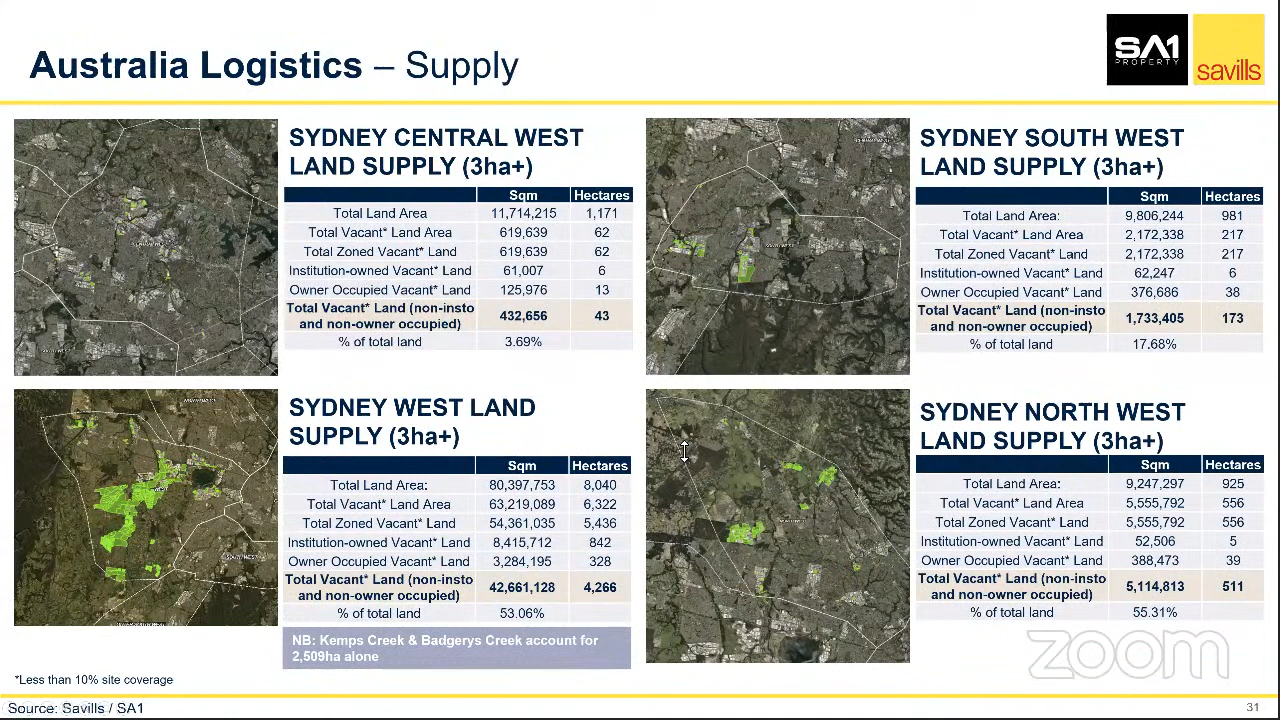 Australia Logistics – Supply
SA1
PROPERTY
savills
SYDNEY CENTRAL WEST
LAND SUPPLY (3ha+)
Sqm Hectares
Total Land Area 11,714,215 1,171
Total Vacant* Land Area 619,639 62
Total Zoned Vacant* Land 619,639 62
Institution-owned Vacant* Land 61,007 6
Owner Occupied Vacant* Land 125,976 13
Total Vacant* Land (non-insto
and non-owner occupied) 432,656 43
% of total land 3.69%
SYDNEY SOUTH WEST
LAND SUPPLY (3ha+)
Sqm Hectares
Total Land Area: 9,806,244 981
Total Vacant* Land Area 2,172,338 217
Total Zoned Vacant* Land 2,172,338 217
Institution-owned Vacant* Land 62,247 6
Owner Occupied Vacant* Land 376,686 38
Total Vacant* Land (non-insto
and non-owner occupied) 1,733,405 173
% of total land 17.68%
SYDNEY WEST LAND
SUPPLY (3ha+)
Sqm Hectares
Total Land Area: 80,397,753 8,040
Total Vacant* Land Area 63,219,089 6,322
Total Zoned Vacant* Land 54,361,035 5,436
Institution-owned Vacant* Land 8,415,712 842
Owner Occupied Vacant* Land 3,284,195 328
Total Vacant* Land (non-insto
and non-owner occupied) 42,661,128 4,266
% of total land 53.06%
NB: Kemps Creek & Badgerys Creek account for
2,509ha alone
SYDNEY NORTH WEST
LAND SUPPLY (3ha+)
Sqm Hectares
Total Land Area: 9,247,297 925
Total Vacant* Land Area 5,555,792 556
Total Zoned Vacant* Land 5,555,792 556
Institution-owned Vacant* Land 52,506 5
Owner Occupied Vacant* Land 388,473 39
Total Vacant* Land (non-insto
and non-owner occupied) 5,114,813 511
% of total land 55.31%
zoom
*Less than 10% site coverage
Source: Savills / SA1
31